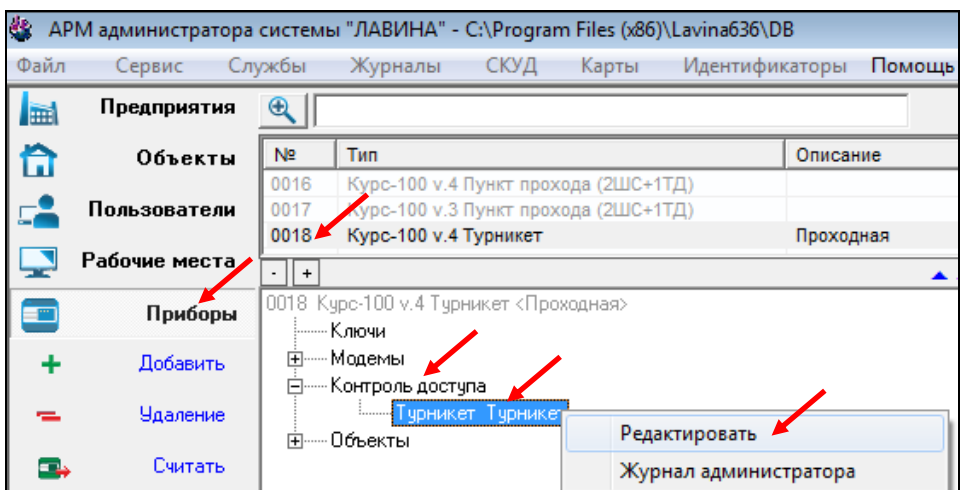 АРМ администратора системы "ЛАВИНА" - C:\Program Files (x86)\Lavina636\DB
Файл Сервис Службы Журналы СКУД Карты Идентификаторы Помощь
Предприятия
Объекты
Пользователи
Рабочие места
Приборы
Добавить
Удаление
Считать
№ Тип Описание
0016 Курс-100 v.4 Пункт прохода (2ШС+1ТД)
0017 Курс-100 v.3 Пункт прохода (2ШС+1ТД)
0018 Курс-100 v.4 Турникет Проходная
- +
0018 Курс-100 v.4 Турникет <Проходная>
Ключи
Модемы
Контроль доступа
Турникет Турникет
Объекты
Редактировать
Журнал администратора